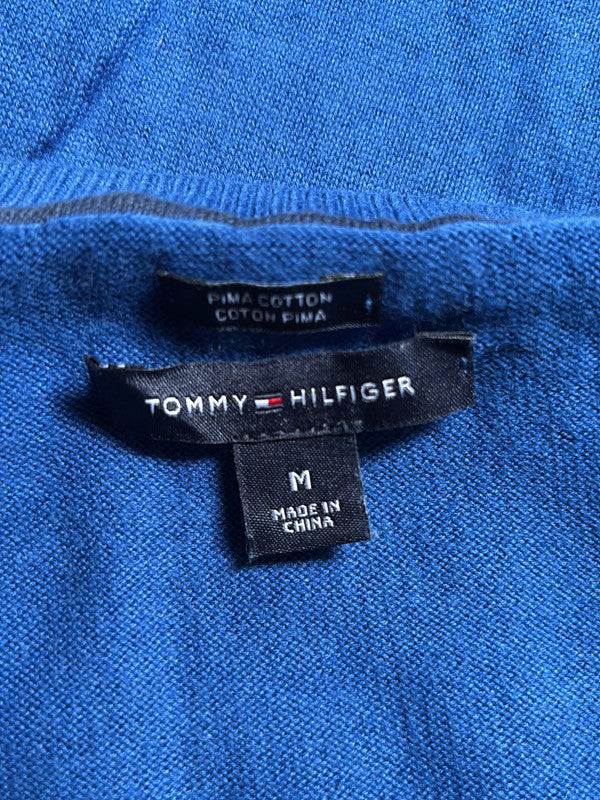 PIMA COTTON
COTON PIMA
TOMMY HILFIGER
M
MADE IN
CHINA